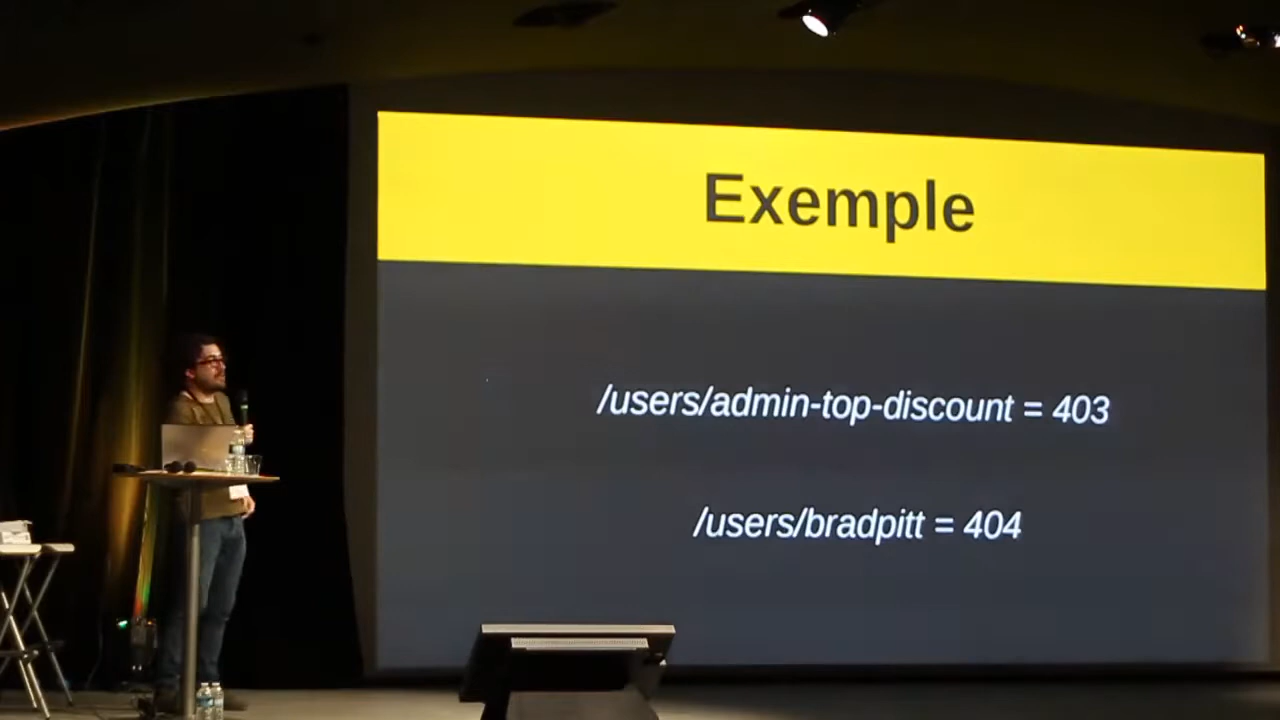 Exemple
/users/admin-top-discount = 403
/users/bradpitt = 404